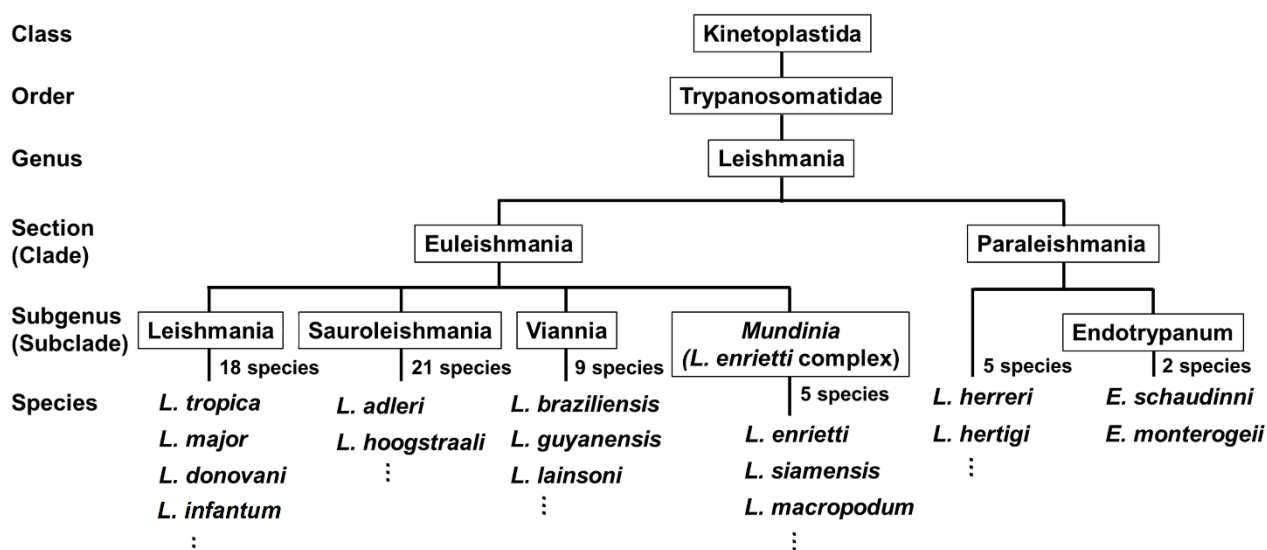 Class
Kinetoplastida
Order
Trypanosomatidae
Genus
Leishmania
Section
(Clade)
Euleishmania
Paraleishmania
Subgenus
(Subclade)
Leishmania
Sauroleishmania
Viannia
Mundinia
(L. enrietti complex)
Endotrypanum
18 species
21 species
9 species
5 species
5 species
2 species
Species
L. tropica
L. major
L. donovani
L. infantum
⋮
L. adleri
L. hoogstraali
⋮
L. braziliensis
L. guyanensis
L. lainsoni
⋮
L. enrietti
L. siamensis
L. macropodum
⋮
L. herreri
L. hertigi
⋮
E. schaudinni
E. monterogeii